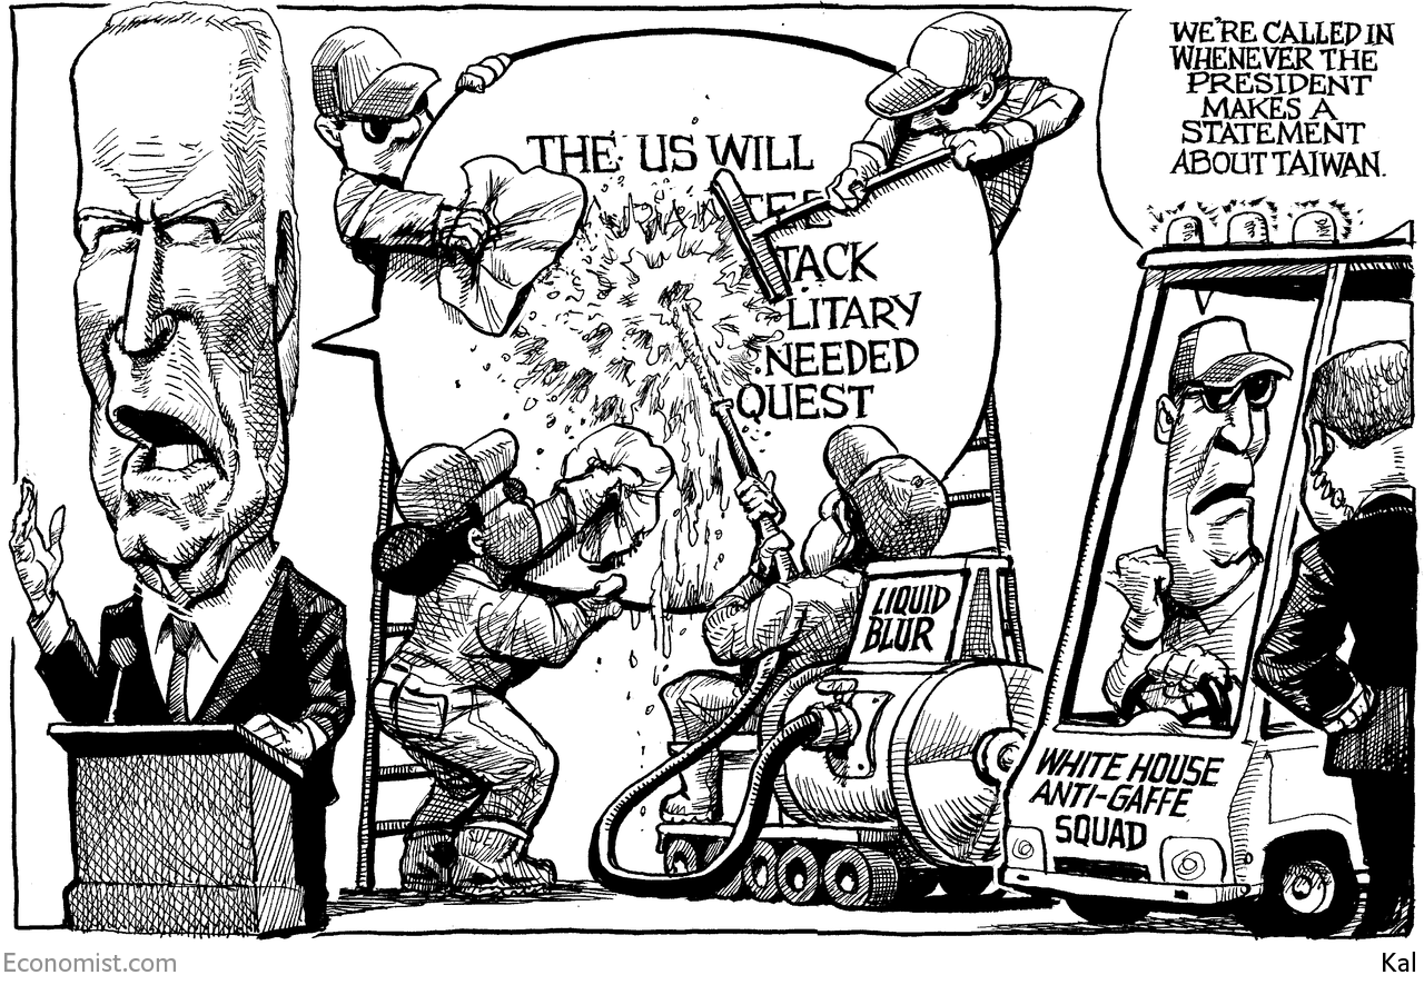 THE US WILL
TACK
LITARY
NEEDED
QUEST
WE'RE CALLED IN
WHENEVER THE
PRESIDENT
MAKES A
STATEMENT
ABOUT TAIWAN.
LIQUID
BLUR
WHITE HOUSE
ANTI-GAFFE
SQUAD
Economist.com
Kal